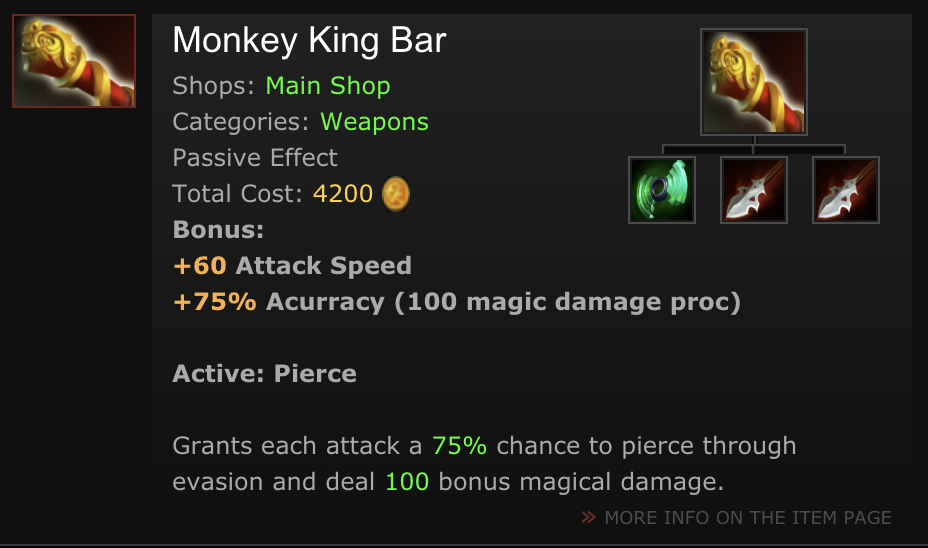 Monkey King Bar
Shops: Main Shop
Categories: Weapons
Passive Effect
Total Cost: 4200
Bonus:
+60 Attack Speed
+75% Acurracy (100 magic damage proc)
Active: Pierce
Grants each attack a 75% chance to pierce through
evasion and deal 100 bonus magical damage.
» MORE INFO ON THE ITEM PAGE